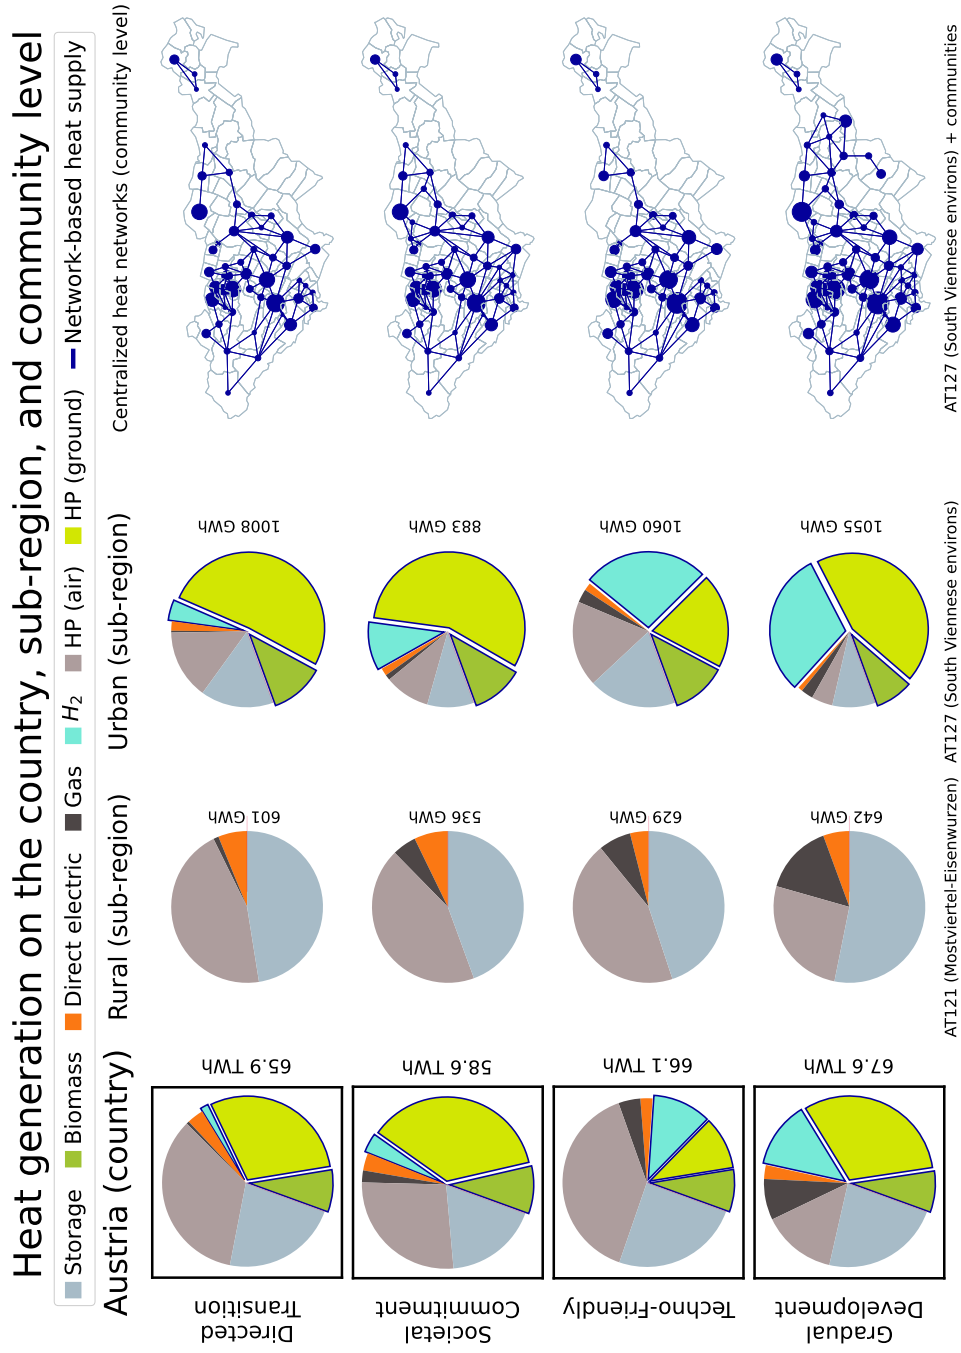 Heat generation on the country, sub-region, and community level
Storage Biomass Direct electric Gas H2 HP (air) HP (ground) Network-based heat supply
Austria (country) Rural (sub-region) Urban (sub-region) Centralized heat networks (community level)
Directed
Transition
65.9 TWh
601 GWh
1008 GWh
Societal
Commitment
58.6 TWh
536 GWh
883 GWh
Techno-Friendly
66.1 TWh
629 GWh
1060 GWh
Gradual
Development
67.6 TWh
642 GWh
1055 GWh
AT121 (Mostviertel-Eisenwurzen) AT127 (South Viennese environs) AT127 (South Viennese environs) + communities